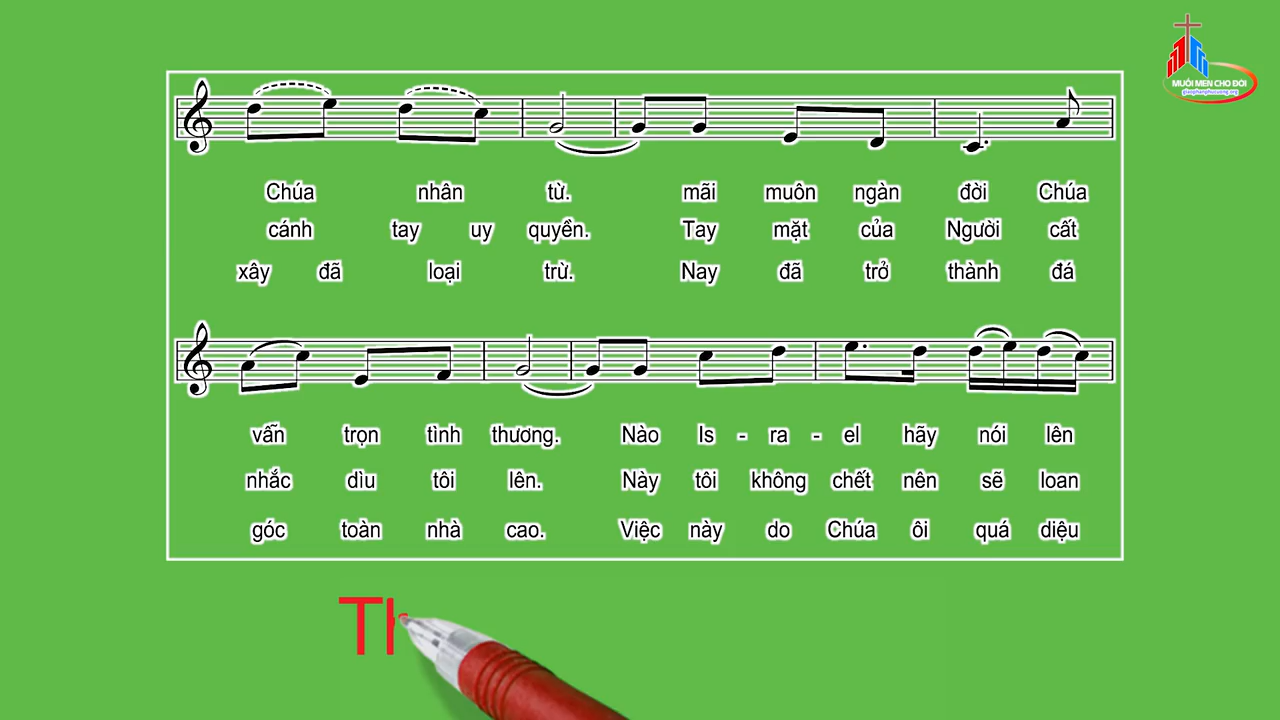 MUỐI MEN CHO ĐỜI
giaophanphucuong.org
Chúa nhân từ. mãi muôn ngàn đời Chúa
cánh tay uy quyền. Tay mặt của Người cất
xây đã loại trừ. Nay đã trở thành đá
vẫn trọn tình thương. Nào Is - ra - el hãy nói lên
nhắc dìu tôi lên. Này tôi không chết nên sẽ loan
góc toàn nhà cao. Việc này do Chúa ôi quá diệu
Th